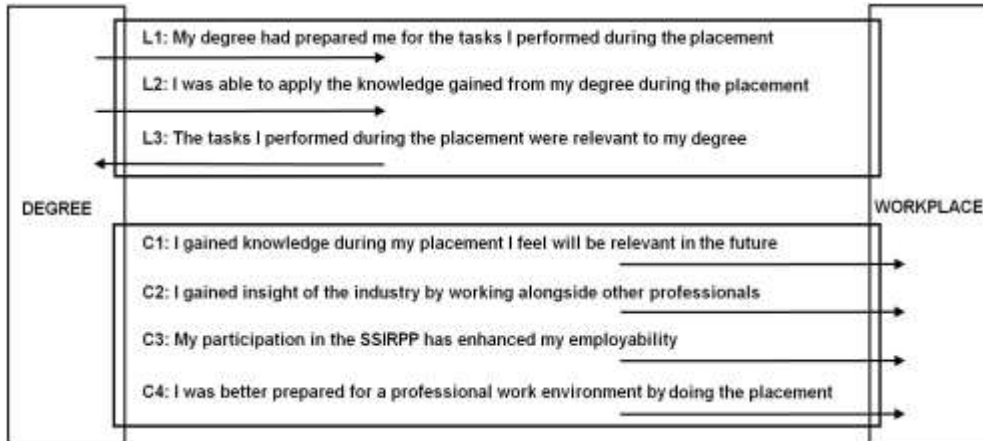 L1: My degree had prepared me for the tasks I performed during the placement
L2: I was able to apply the knowledge gained from my degree during the placement
L3: The tasks I performed during the placement were relevant to my degree
DEGREE
WORKPLACE
C1: I gained knowledge during my placement I feel will be relevant in the future
C2: I gained insight of the industry by working alongside other professionals
C3: My participation in the SSIRPP has enhanced my employability
C4: I was better prepared for a professional work environment by doing the placement